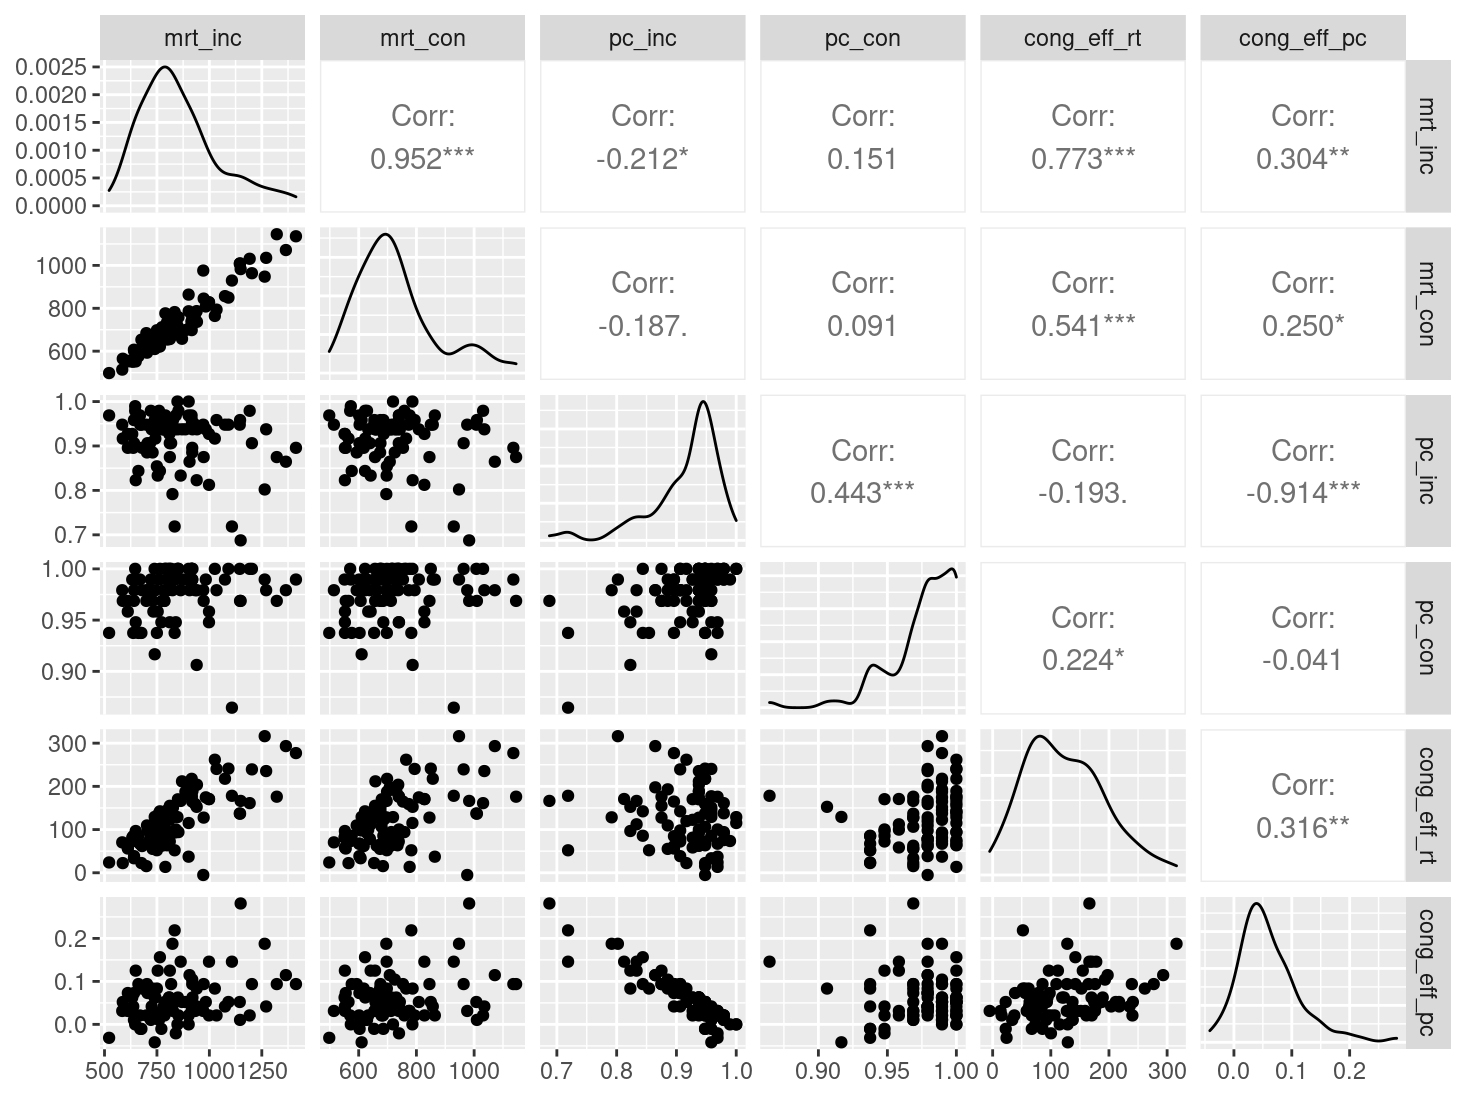 mrt_inc mrt_con pc_inc pc_con cong_eff_rt cong_eff_pc
0.0025
0.0020
0.0015
0.0010
0.0005
0.0000
Corr:
0.952***
Corr:
-0.212*
Corr:
0.151
Corr:
0.773***
Corr:
0.304**
mrt_inc
1000
800
600
Corr:
-0.187.
Corr:
0.091
Corr:
0.541***
Corr:
0.250*
mrt_con
1.0
0.9
0.8
0.7
Corr:
0.443***
Corr:
-0.193.
Corr:
-0.914***
pc_inc
1.00
0.95
0.90
Corr:
0.224*
Corr:
-0.041
pc_con
300
200
100
0
Corr:
0.316**
cong_eff_rt
0.2
0.1
0.0
cong_eff_pc
500 750 1000 1250 600 800 1000 0.7 0.8 0.9 1.0 0.90 0.95 1.00 0 100 200 300 0.0 0.1 0.2